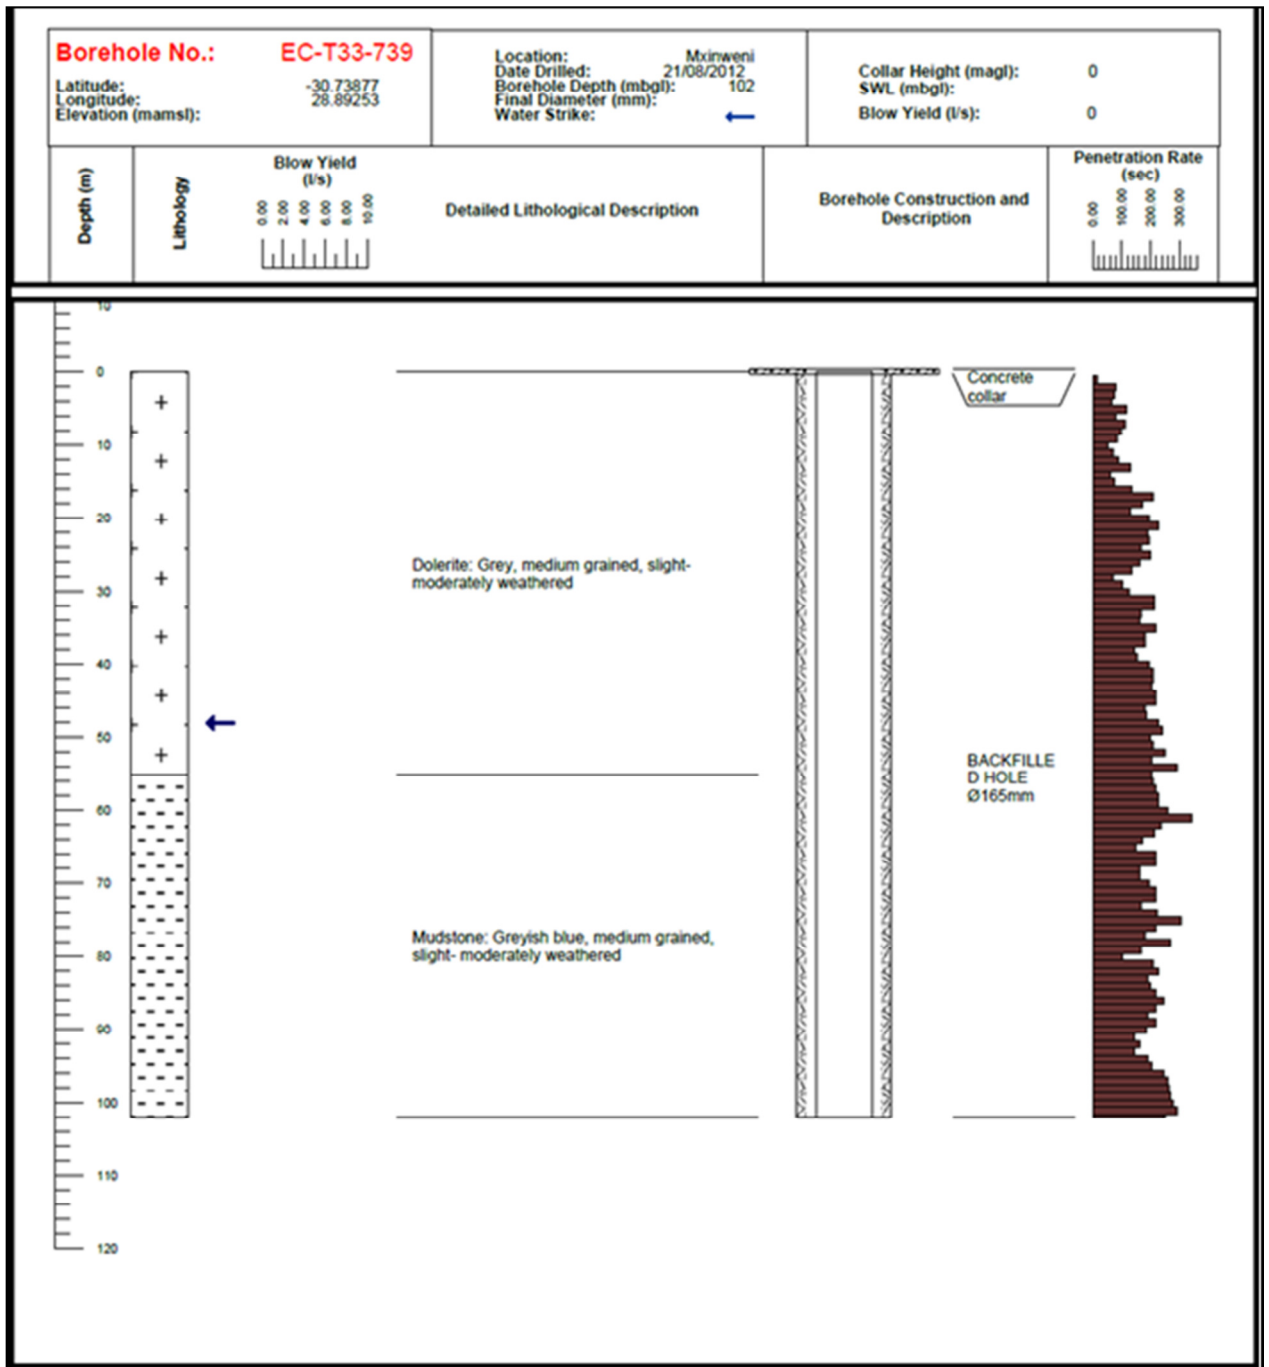 Borehole No.: EC-T33-739
Latitude: -30.73877
Longitude: 28.89253
Elevation (mamsl):
Location: Mxinweni
Date Drilled: 21/08/2012
Borehole Depth (mbgl): 102
Final Diameter (mm):
Water Strike:
Collar Height (magl): 0
SWL (mbgl):
Blow Yield (l/s): 0
Depth (m)
Lithology
Blow Yield
(l/s)
0.00 2.00 4.00 6.00 8.00 10.00
Detailed Lithological Description
Borehole Construction and
Description
Penetration Rate
(sec)
0.00 100.00 200.00 300.00
10
0
10
20
30
40
50
60
70
80
90
100
110
120
Dolerite: Grey, medium grained, slight-
moderately weathered
Mudstone: Greyish blue, medium grained,
slight- moderately weathered
Concrete
collar
BACKFILLE
D HOLE
Ø165mm